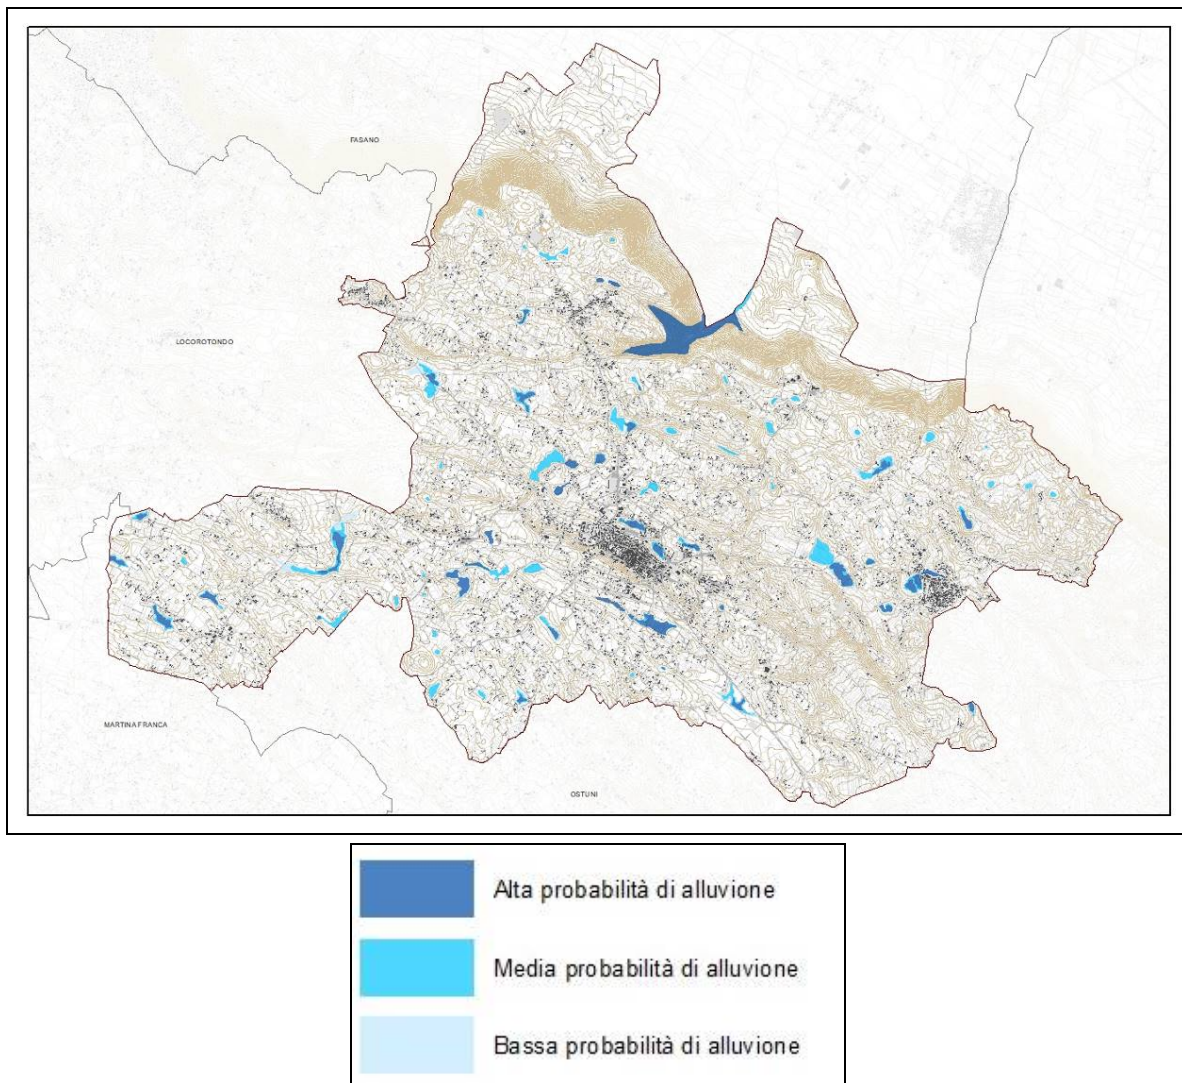 FASANO
LOCOROTONDO
MARTINA FRANCA
OSTUNI
Alta probabilità di alluvione
Media probabilità di alluvione
Bassa probabilità di alluvione